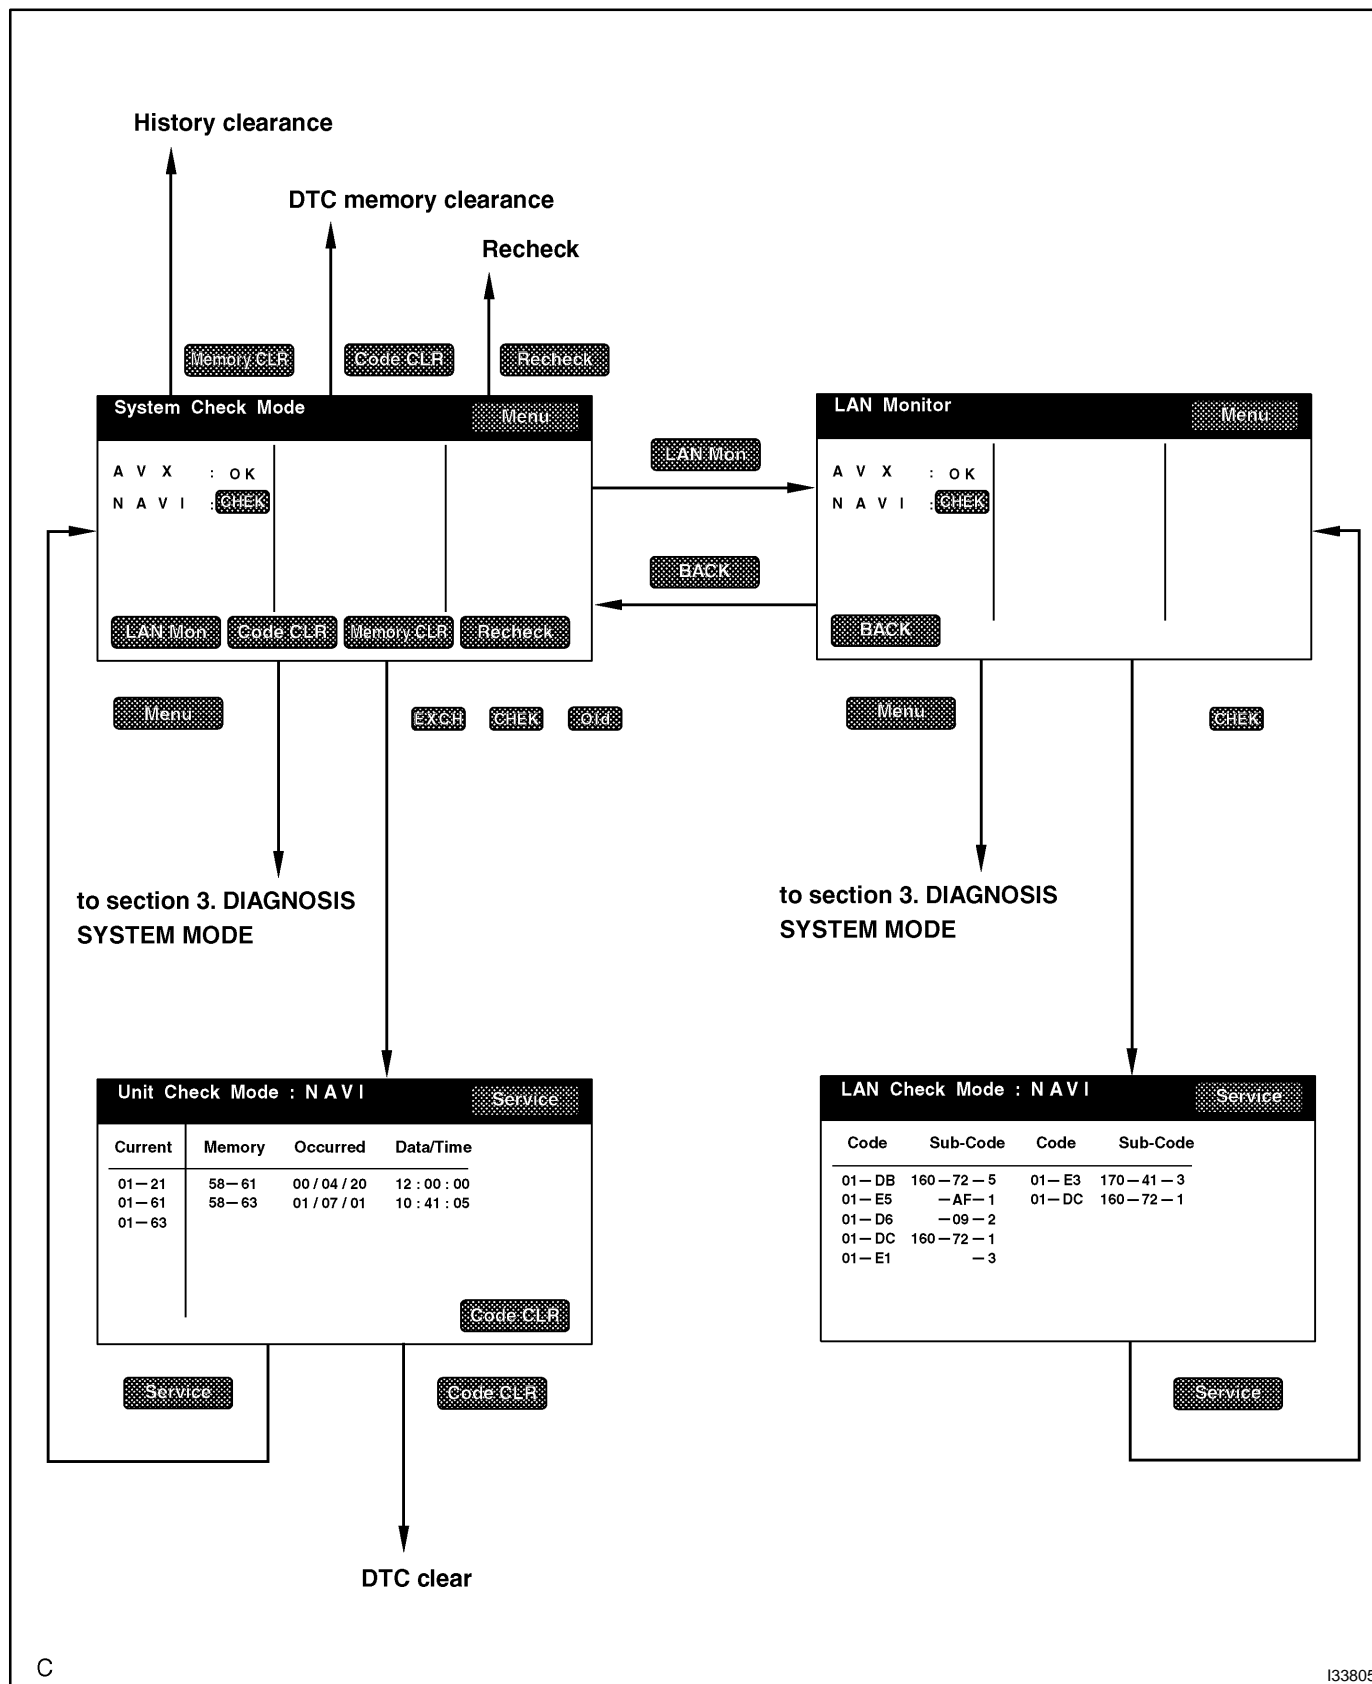 History clearance
DTC memory clearance
Recheck
Memory CLR Code CLR Recheck
System Check Mode Menu
A V X : OK
N A V I : CHEK
LAN Mon Code CLR Memory CLR Recheck
LAN Mon
BACK
LAN Monitor Menu
A V X : OK
N A V I : CHEK
BACK
Menu EXCH CHEK Old
Menu CHEK
to section 3. DIAGNOSIS
SYSTEM MODE
to section 3. DIAGNOSIS
SYSTEM MODE
Unit Check Mode : N A V I Service
Current Memory Occurred Data/Time
01－21 58－61 00 / 04 / 20 12 : 00 : 00
01－61 58－63 01 / 07 / 01 10 : 41 : 05
01－63
Code CLR
LAN Check Mode : N A V I Service
Code Sub-Code Code Sub-Code
01－DB 160－72－5 01－E3 170－41－3
01－E5 －AF－1 01－DC 160－72－1
01－D6 －09－2
01－DC 160－72－1
01－E1 －3
Service Code CLR
Service
DTC clear
C
I33805